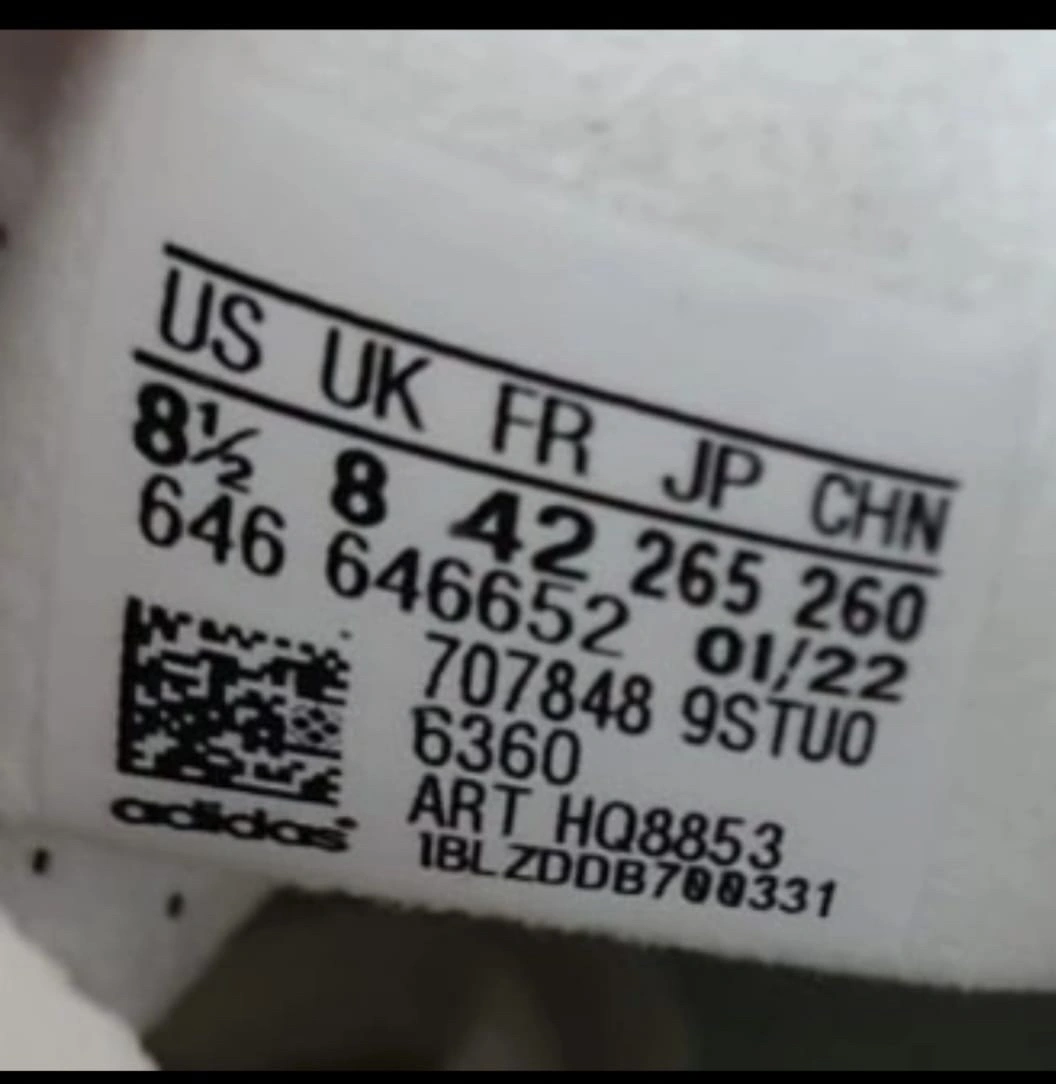 US UK FR JP CHN
8½ 8 42 265 260
646 646652 01/22
707848 9STU0
6360
ART HQ8853
1BLZDDB700331
adidas